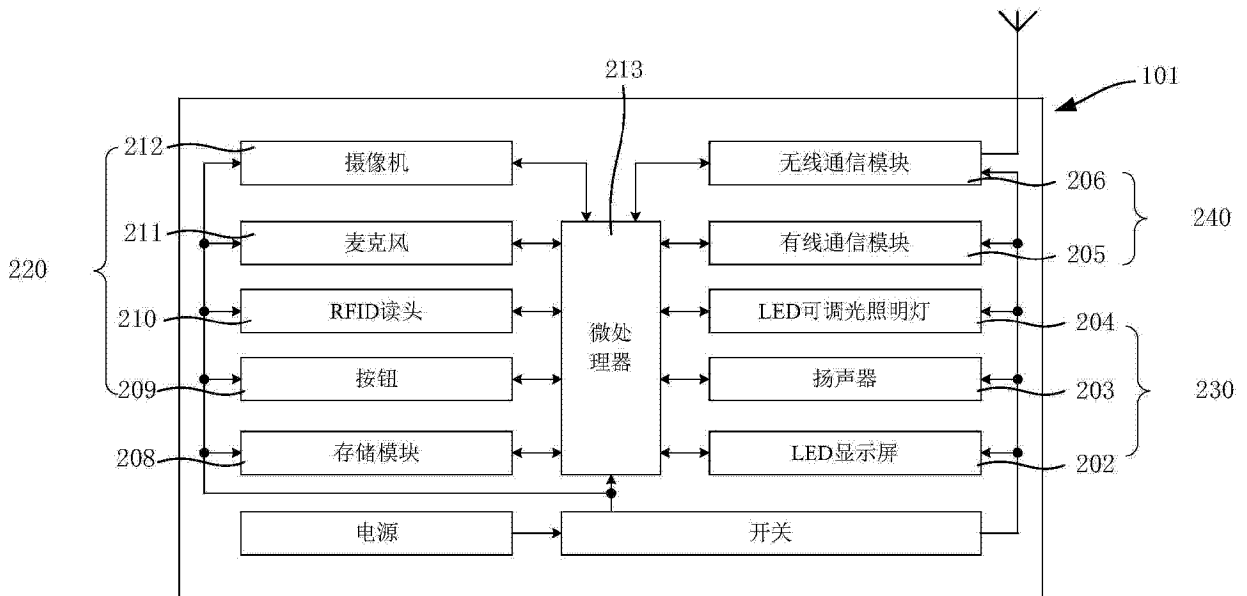 213
101
212
摄像机
无线通信模块
206
211
麦克风
有线通信模块
205
240
220
210
RFID读头
微处
理器
LED可调光照明灯
204
209
按钮
扬声器
203
230
208
存储模块
LED显示屏
202
电源
开关